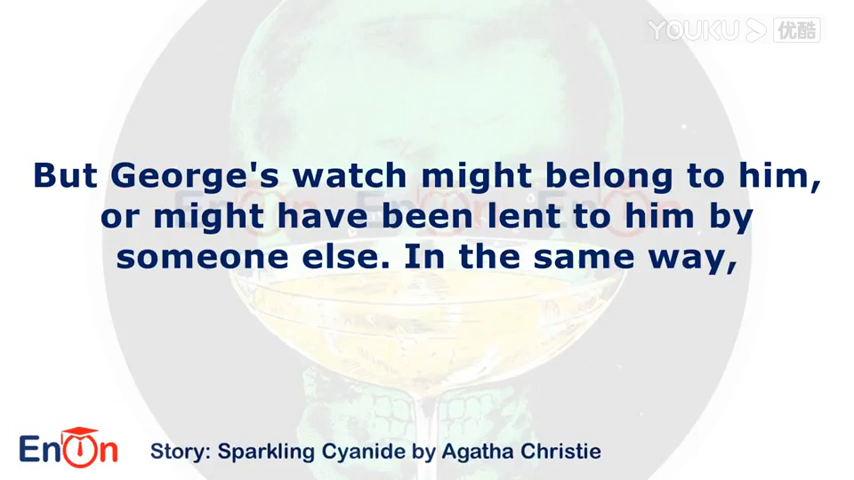 YOUKU 优酷
But George's watch might belong to him,
or might have been lent to him by
someone else. In the same way,
EnOn
Story: Sparkling Cyanide by Agatha Christie